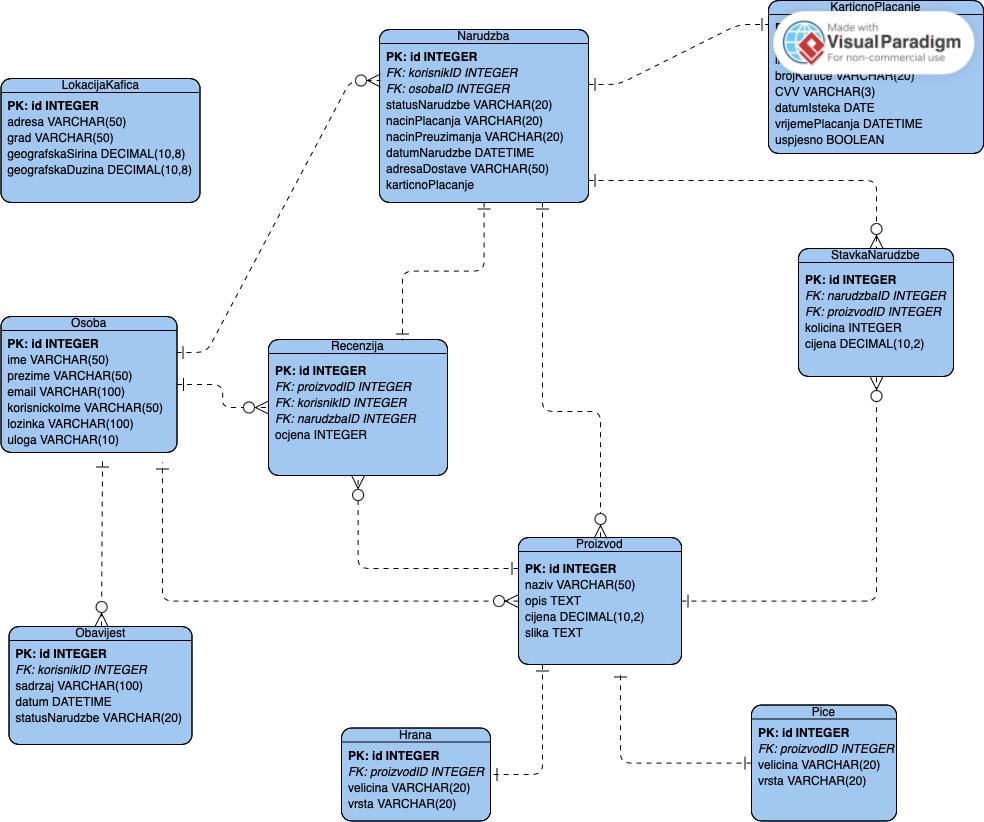 KarticnoPlacanje
Made with
VisualParadigm
For non-commercial use
brojKartice VARCHAR(20)
CVV VARCHAR(3)
datumIsteka DATE
vrijemePlacanja DATETIME
uspjesno BOOLEAN
Narudzba
PK: id INTEGER
FK: korisnikID INTEGER
FK: osobaID INTEGER
statusNarudzbe VARCHAR(20)
nacinPlacanja VARCHAR(20)
nacinPreuzimanja VARCHAR(20)
datumNarudzbe DATETIME
adresaDostave VARCHAR(50)
karticnoPlacanje
LokacijaKafica
PK: id INTEGER
adresa VARCHAR(50)
grad VARCHAR(50)
geografskaSirina DECIMAL(10,8)
geografskaDuzina DECIMAL(10,8)
StavkaNarudzbe
PK: id INTEGER
FK: narudzbaID INTEGER
FK: proizvodID INTEGER
kolicina INTEGER
cijena DECIMAL(10,2)
Osoba
PK: id INTEGER
ime VARCHAR(50)
prezime VARCHAR(50)
email VARCHAR(100)
korisnickoIme VARCHAR(50)
lozinka VARCHAR(100)
uloga VARCHAR(10)
Recenzija
PK: id INTEGER
FK: proizvodID INTEGER
FK: korisnikID INTEGER
FK: narudzbaID INTEGER
ocjena INTEGER
Proizvod
PK: id INTEGER
naziv VARCHAR(50)
opis TEXT
cijena DECIMAL(10,2)
slika TEXT
Obavijest
PK: id INTEGER
FK: korisnikID INTEGER
sadrzaj VARCHAR(100)
datum DATETIME
statusNarudzbe VARCHAR(20)
Hrana
PK: id INTEGER
FK: proizvodID INTEGER
velicina VARCHAR(20)
vrsta VARCHAR(20)
Pice
PK: id INTEGER
FK: proizvodID INTEGER
velicina VARCHAR(20)
vrsta VARCHAR(20)